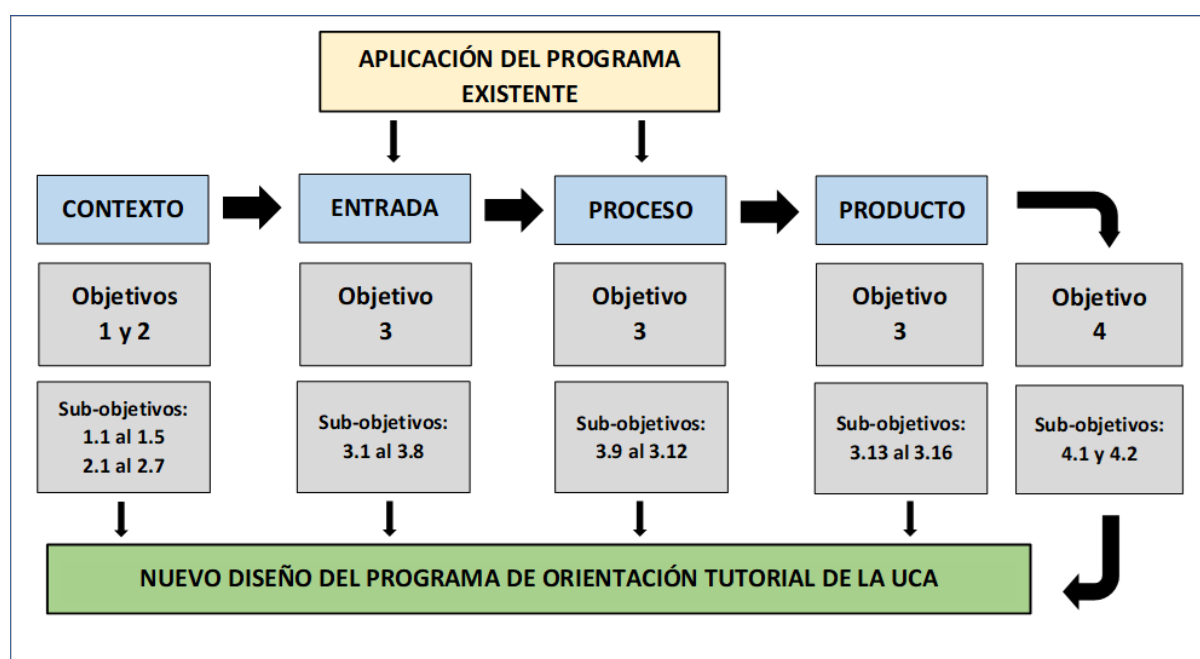 APLICACIÓN DEL PROGRAMA
EXISTENTE
CONTEXTO
ENTRADA
PROCESO
PRODUCTO
Objetivos
1 y 2
Objetivo
3
Objetivo
3
Objetivo
3
Objetivo
4
Sub-objetivos:
1.1 al 1.5
2.1 al 2.7
Sub-objetivos:
3.1 al 3.8
Sub-objetivos:
3.9 al 3.12
Sub-objetivos:
3.13 al 3.16
Sub-objetivos:
4.1 y 4.2
NUEVO DISEÑO DEL PROGRAMA DE ORIENTACIÓN TUTORIAL DE LA UCA